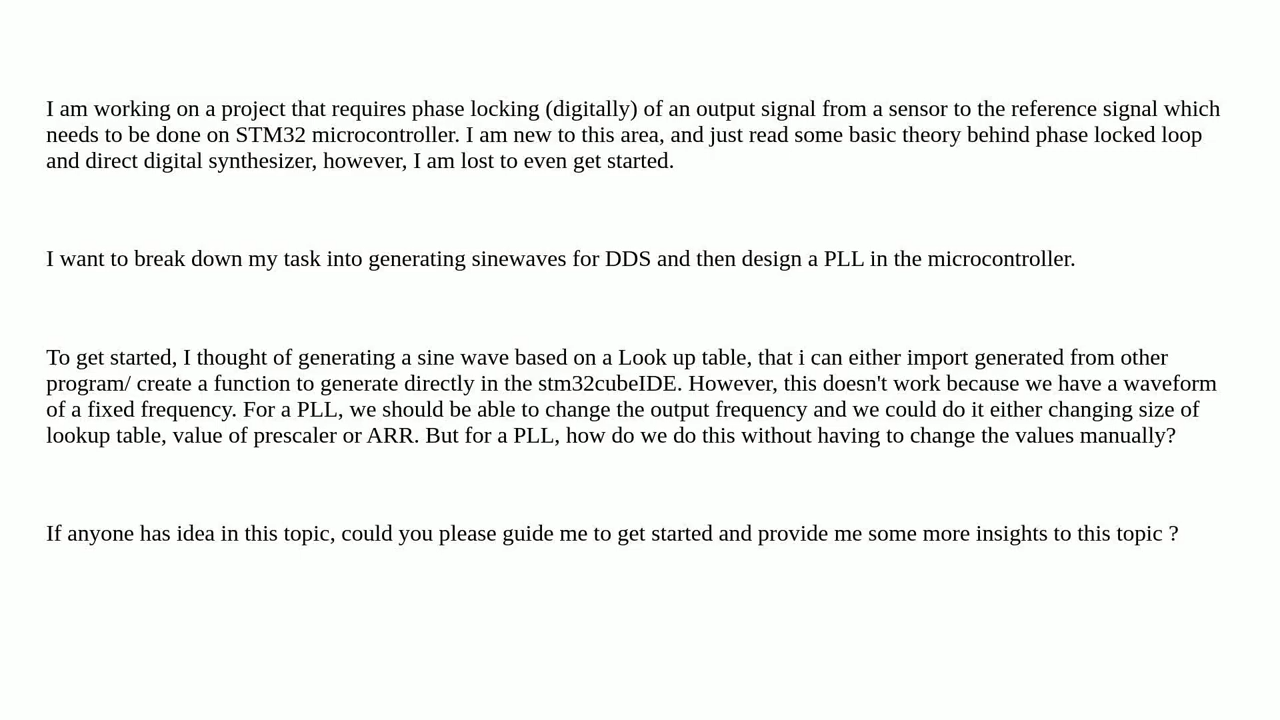 I am working on a project that requires phase locking (digitally) of an output signal from a sensor to the reference signal which
needs to be done on STM32 microcontroller. I am new to this area, and just read some basic theory behind phase locked loop
and direct digital synthesizer, however, I am lost to even get started.
I want to break down my task into generating sinewaves for DDS and then design a PLL in the microcontroller.
To get started, I thought of generating a sine wave based on a Look up table, that i can either import generated from other
program/ create a function to generate directly in the stm32cubeIDE. However, this doesn't work because we have a waveform
of a fixed frequency. For a PLL, we should be able to change the output frequency and we could do it either changing size of
lookup table, value of prescaler or ARR. But for a PLL, how do we do this without having to change the values manually?
If anyone has idea in this topic, could you please guide me to get started and provide me some more insights to this topic ?